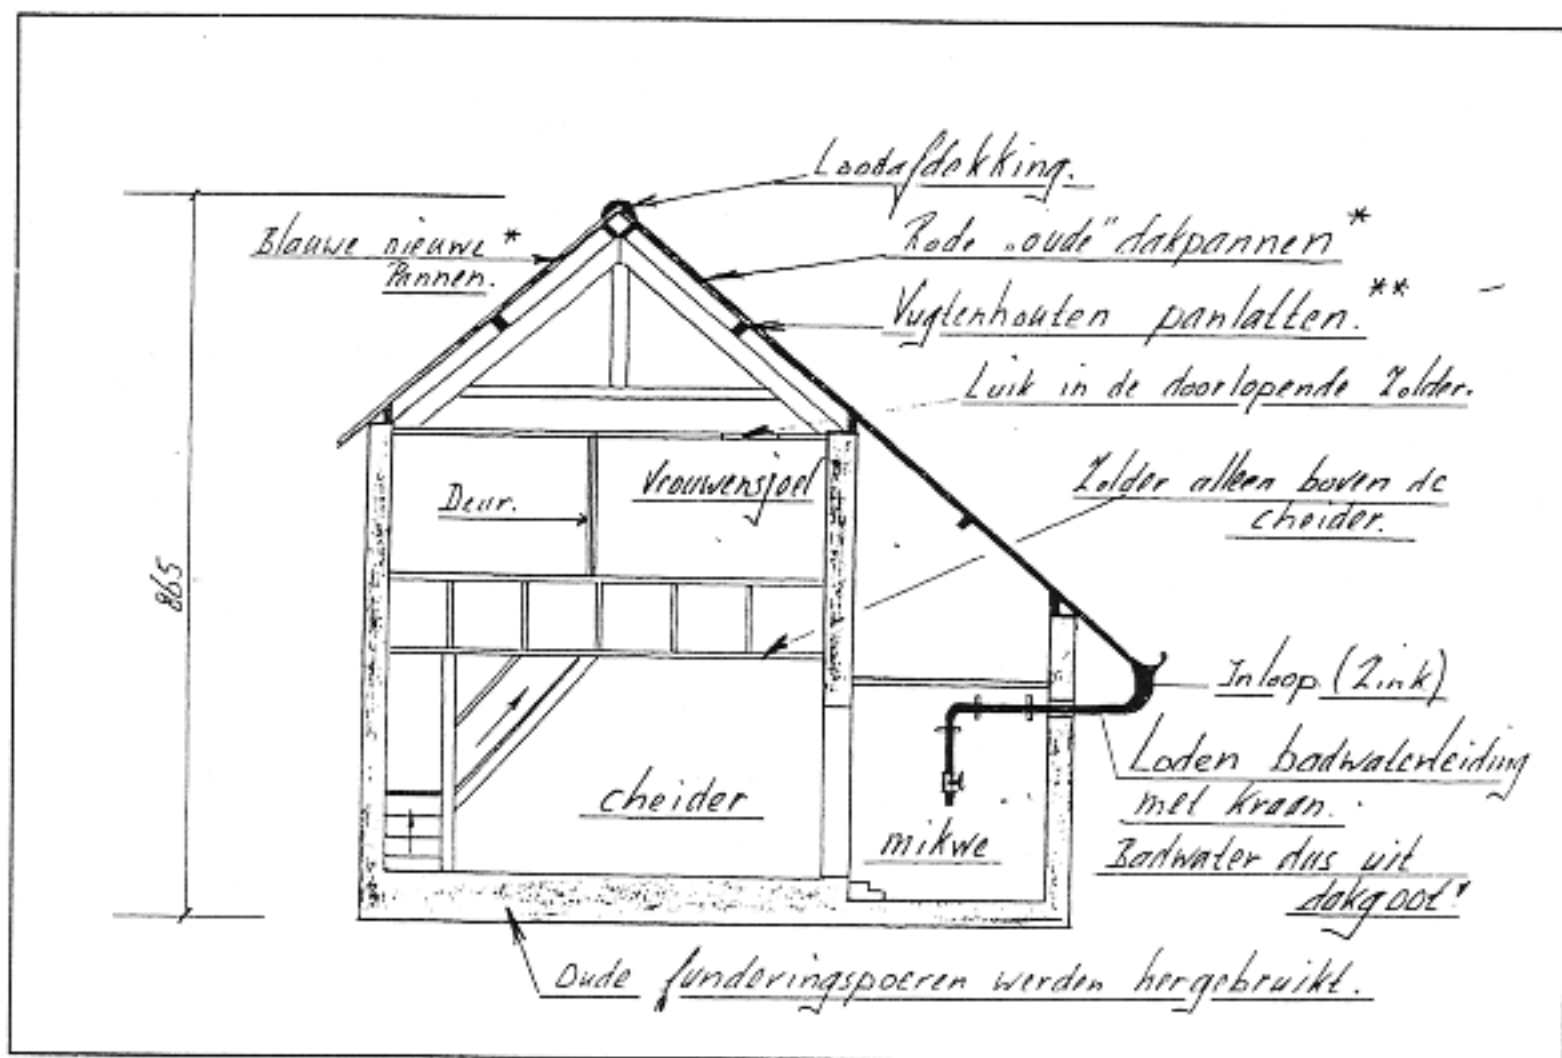 Loodafdekking.
Blauwe nieuwe *
Pannen.
Rode „oude" dakpannen *
Vugtenhouten panlatten. **
Luik in de doorlopende Zolder.
Zolder alleen boven de
cheider.
Deur.
Vrouwensjoel
865
Inloop (Zink)
Loden badwaterleiding
met kraan.
Badwater dus uit
dakgoot!
cheider
mikwe
Oude funderingspoeren werden hergebruikt.